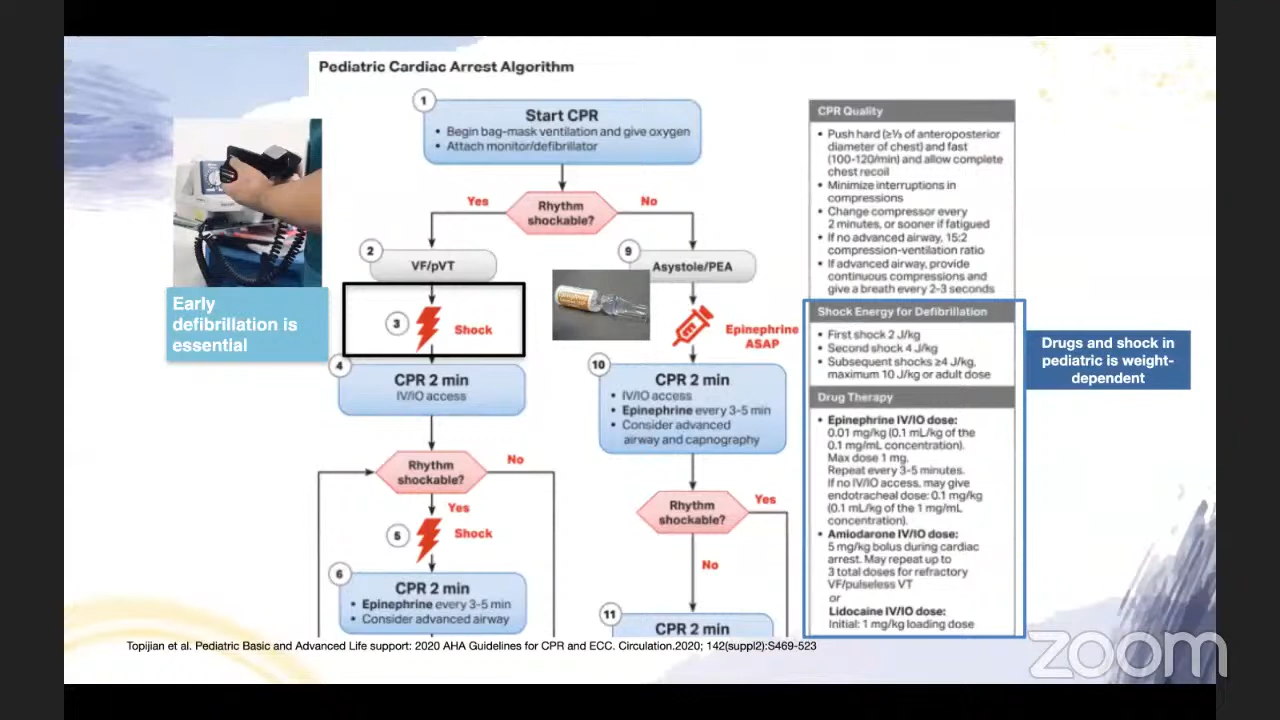 Pediatric Cardiac Arrest Algorithm
1
Start CPR
• Begin bag-mask ventilation and give oxygen
• Attach monitor/defibrillator
Yes
Rhythm
shockable?
No
2
VF/pVT
9
Asystole/PEA
Early
defibrillation is
essential
3
Shock
Epinephrine
ASAP
4
CPR 2 min
IV/IO access
10
CPR 2 min
• IV/IO access
• Epinephrine every 3-5 min
• Consider advanced
airway and capnography
Rhythm
shockable?
No
Yes
5
Shock
Rhythm
shockable?
Yes
No
6
CPR 2 min
• Epinephrine every 3-5 min
• Consider advanced airway
11
CPR 2 min
CPR Quality
• Push hard (≥⅓ of anteroposterior
diameter of chest) and fast
(100-120/min) and allow complete
chest recoil
• Minimize interruptions in
compressions
• Change compressor every
2 minutes, or sooner if fatigued
• If no advanced airway, 15:2
compression-ventilation ratio
• If advanced airway, provide
continuous compressions and
give a breath every 2-3 seconds
Shock Energy for Defibrillation
• First shock 2 J/kg
• Second shock 4 J/kg
• Subsequent shocks ≥4 J/kg,
maximum 10 J/kg or adult dose
Drug Therapy
• Epinephrine IV/IO dose:
0.01 mg/kg (0.1 mL/kg of the
0.1 mg/mL concentration).
Max dose 1 mg.
Repeat every 3-5 minutes.
If no IV/IO access, may give
endotracheal dose: 0.1 mg/kg
(0.1 mL/kg of the 1 mg/mL
concentration).
• Amiodarone IV/IO dose:
5 mg/kg bolus during cardiac
arrest. May repeat up to
3 total doses for refractory
VF/pulseless VT
or
Lidocaine IV/IO dose:
Initial: 1 mg/kg loading dose
Drugs and shock in
pediatric is weight-
dependent
Topijian et al. Pediatric Basic and Advanced Life support: 2020 AHA Guidelines for CPR and ECC. Circulation.2020; 142(suppl2):S469-523
zoom